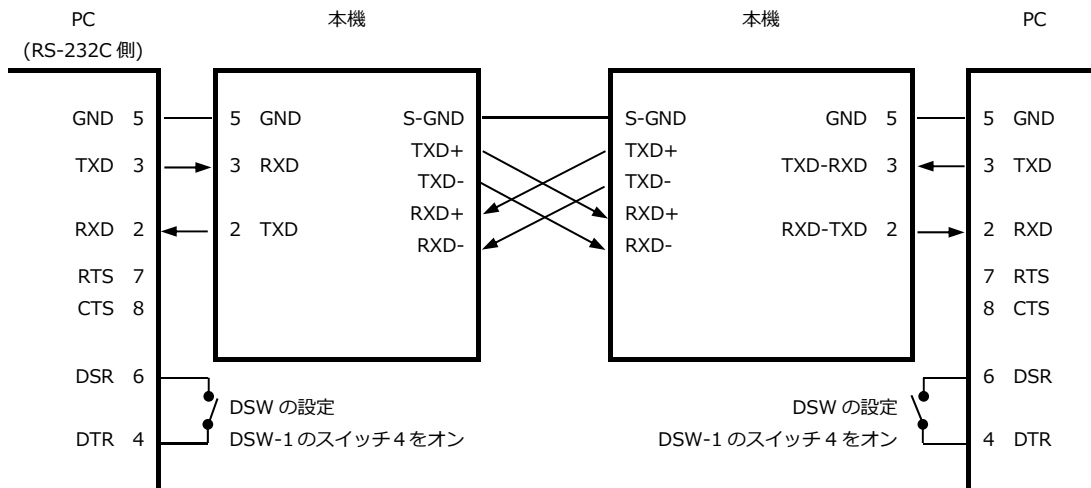 PC
(RS-232C 側)
本機
本機
PC
GND 5
5 GND
S-GND
S-GND
GND 5
5 GND
TXD 3
3 RXD
TXD+
TXD+
TXD-RXD 3
3 TXD
TXD-
TXD-
RXD 2
2 TXD
RXD+
RXD+
RXD-TXD 2
2 RXD
RXD-
RXD-
RTS 7
7 RTS
CTS 8
8 CTS
DSR 6
6 DSR
DSW の設定
DSW の設定
DTR 4
DSW-1のスイッチ4をオン
DSW-1のスイッチ4をオン
4 DTR